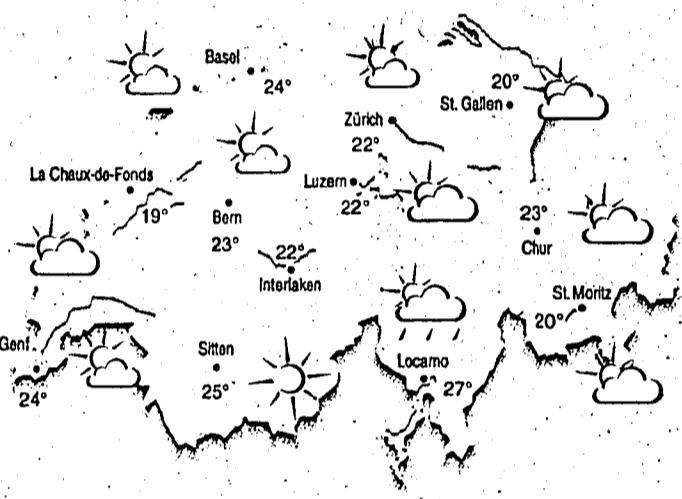 Basel
24°
20°
St. Gallen
Zürich
22°
La Chaux-de-Fonds
19°
Luzern
22°
Bern
23°
23°
Chur
22°
Interlaken
St. Moritz
20°
Genf
24°
Sitten
25°
Locarno
27°